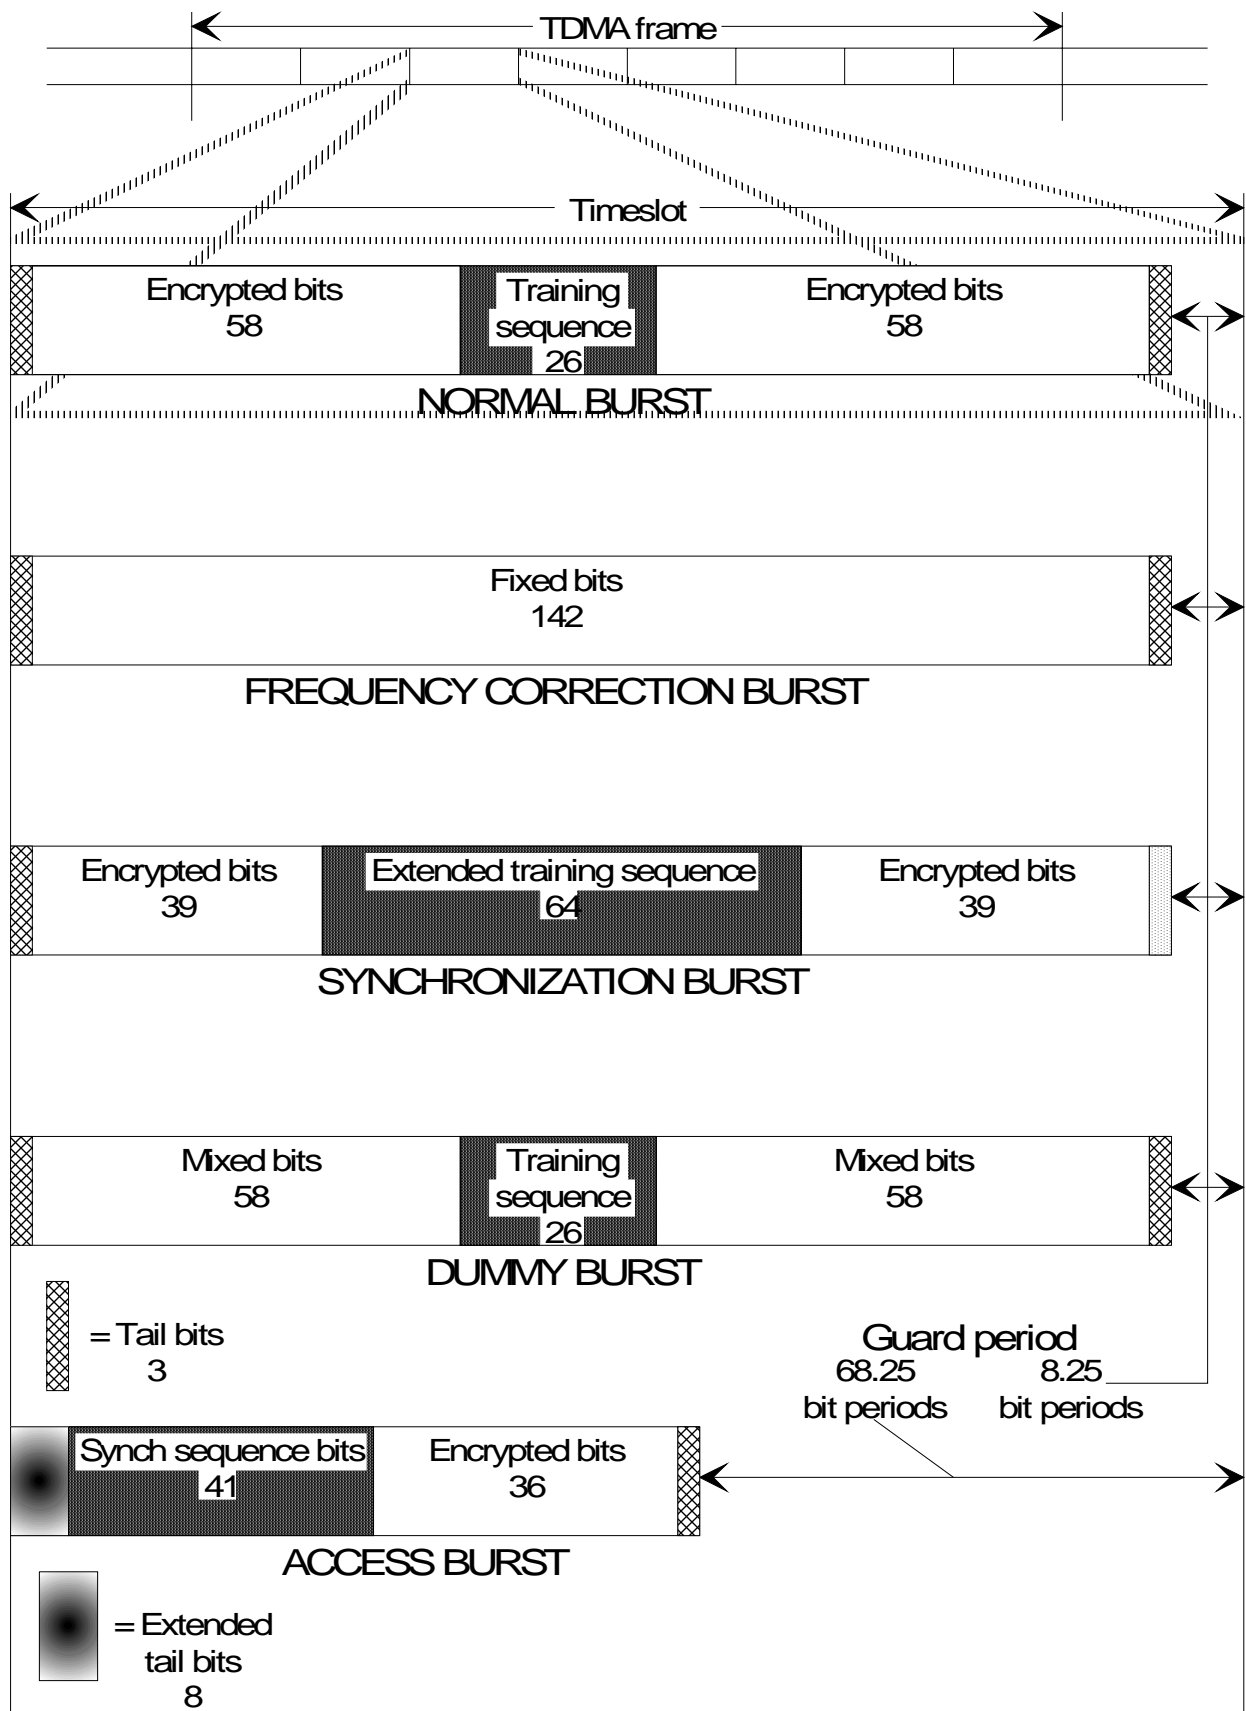 TDMA frame
Timeslot
Encrypted bits
58
Training
sequence
26
Encrypted bits
58
NORMAL BURST
Fixed bits
142
FREQUENCY CORRECTION BURST
Encrypted bits
39
Extended training sequence
64
Encrypted bits
39
SYNCHRONIZATION BURST
Mixed bits
58
Training
sequence
26
Mixed bits
58
DUMMY BURST
= Tail bits
3
Guard period
68.25
bit periods
8.25
bit periods
Synch sequence bits
41
Encrypted bits
36
ACCESS BURST
= Extended
tail bits
8